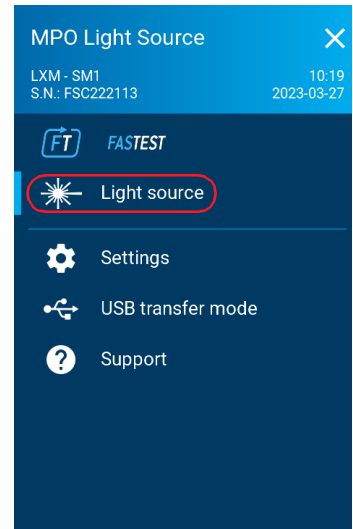 MPO Light Source
LXM - SM1
10:19
S.N.: FSC222113
2023-03-27
FT FASTEST
Light source
Settings
USB transfer mode
? Support